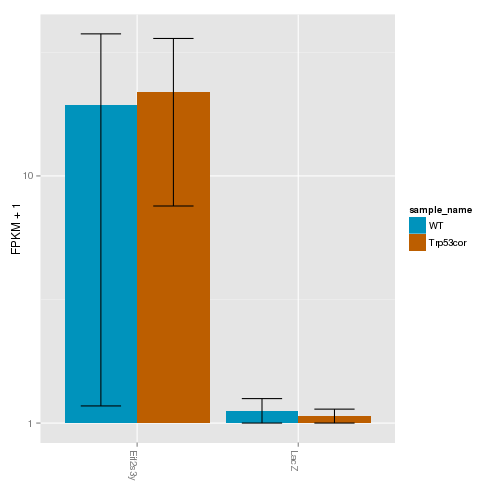 FPKM + 1
10
1
Eif2s3y
LacZ
sample_name
WT
Trp53cor